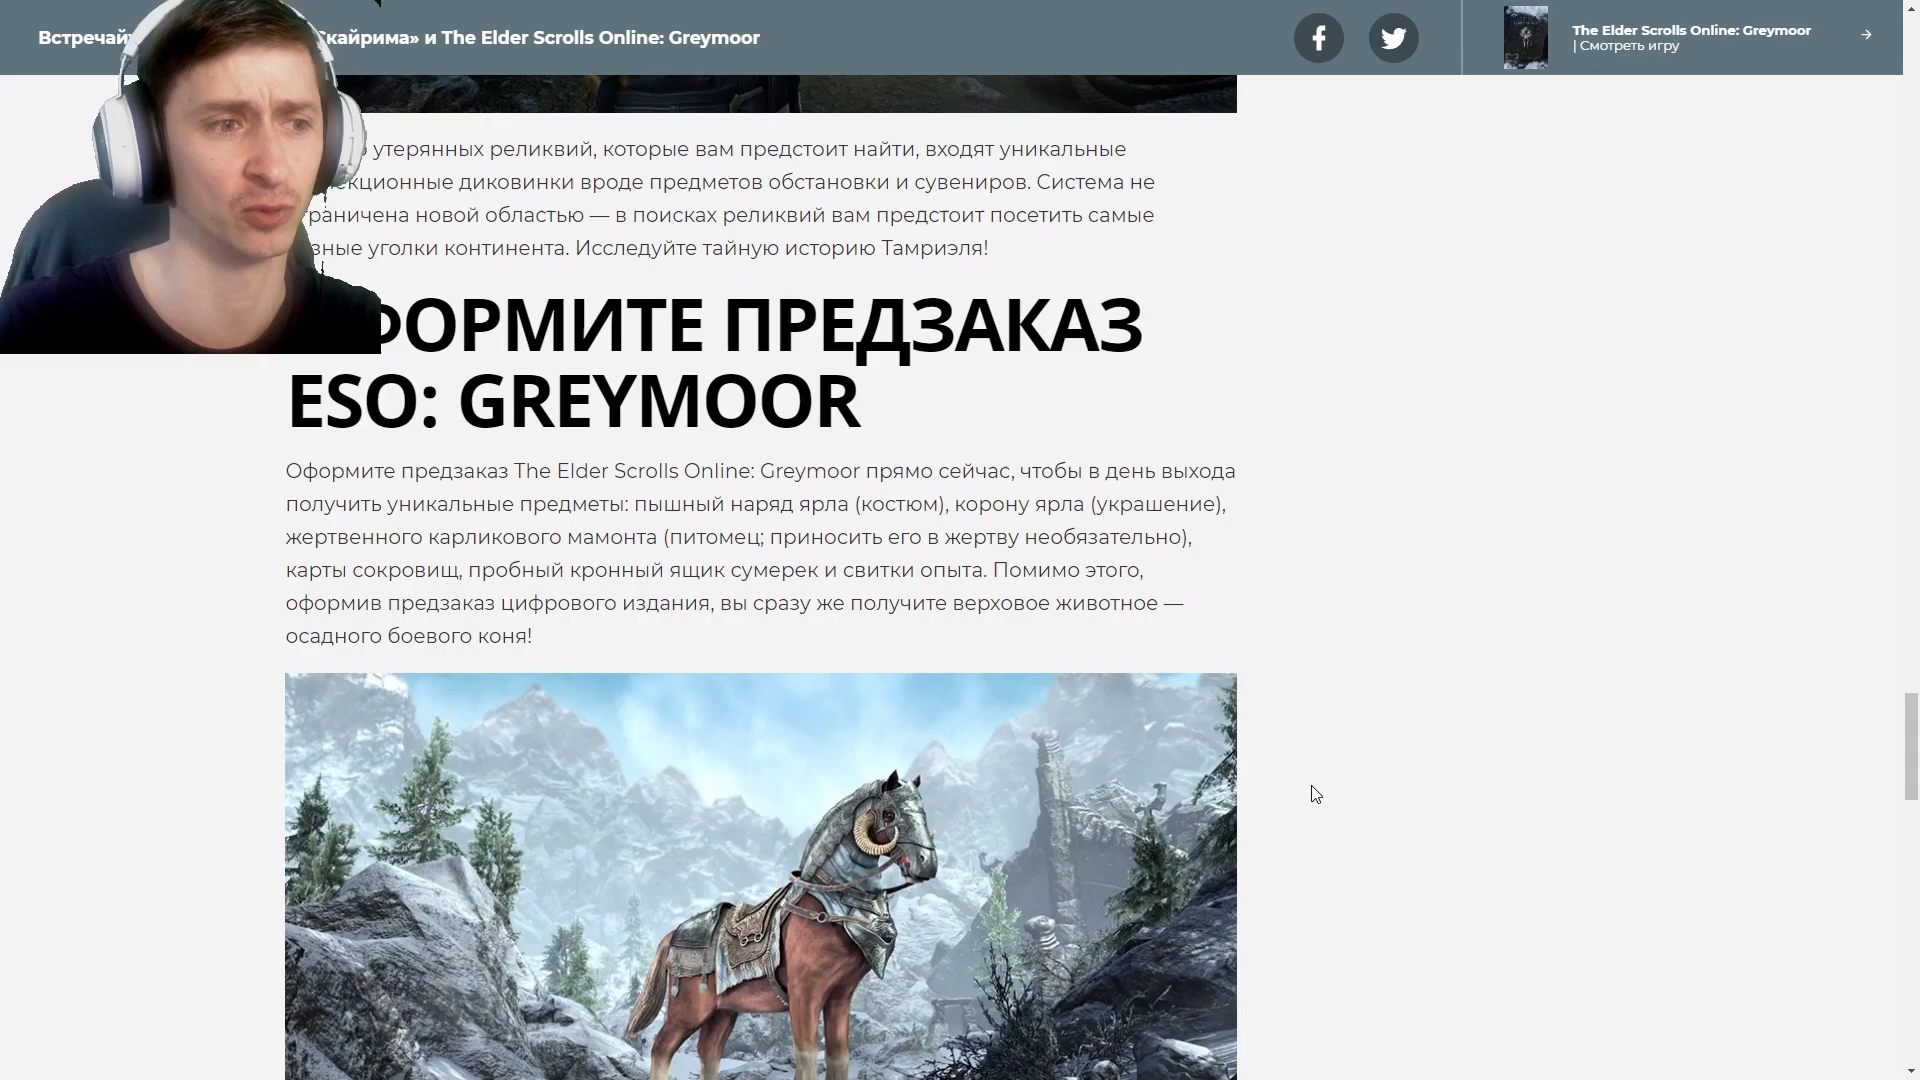 Скайрима» и The Elder Scrolls Online: Greymoor
The Elder Scrolls Online: Greymoor
| Смотреть игру
утерянных реликвий, которые вам предстоит найти, входят уникальные
диковинки вроде предметов обстановки и сувениров. Система не
новой областью — в поисках реликвий вам предстоит посетить самые
уголки континента. Исследуйте тайную историю Тамриэля!
ОФОРМИТЕ ПРЕДЗАКАЗ
ESO: GREYMOOR
Оформите предзаказ The Elder Scrolls Online: Greymoor прямо сейчас, чтобы в день выхода
получить уникальные предметы: пышный наряд ярла (костюм), корону ярла (украшение),
жертвенного карликового мамонта (питомец; приносить его в жертву необязательно),
карты сокровищ, пробный кронный ящик сумерек и свитки опыта. Помимо этого,
оформив предзаказ цифрового издания, вы сразу же получите верховое животное —
осадного боевого коня!